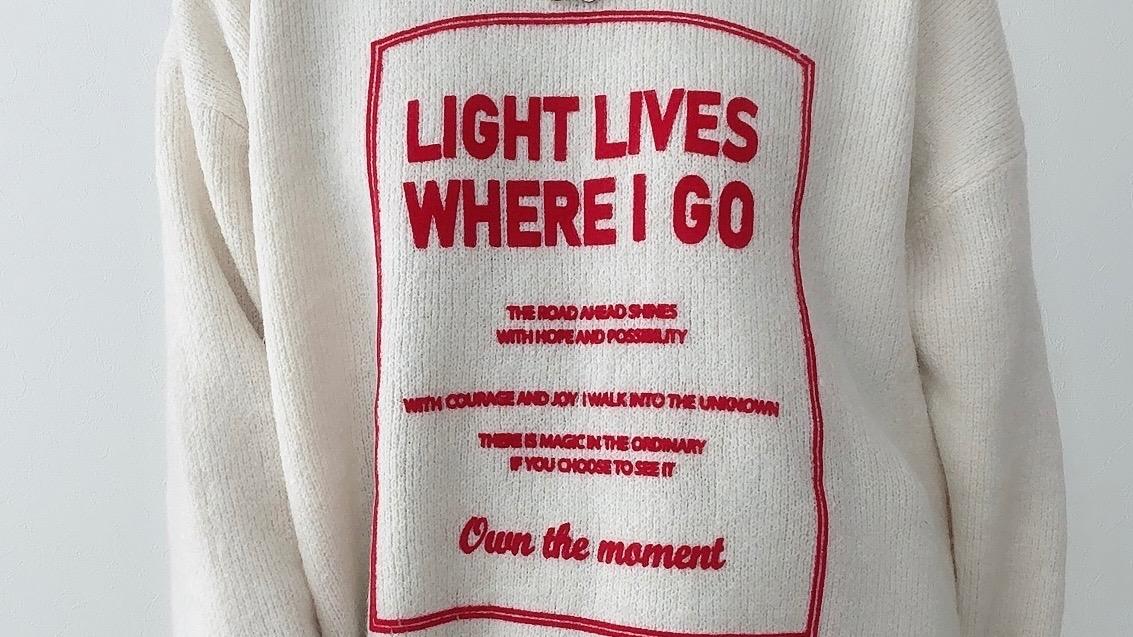 LIGHT LIVES
WHERE I GO
THE ROAD AHEAD SHINES
WITH HOPE AND POSSIBILITY
WITH COURAGE AND JOY I WALK INTO THE UNKNOWN
THERE IS MAGIC IN THE ORDINARY
IF YOU CHOOSE TO SEE IT
Own the moment